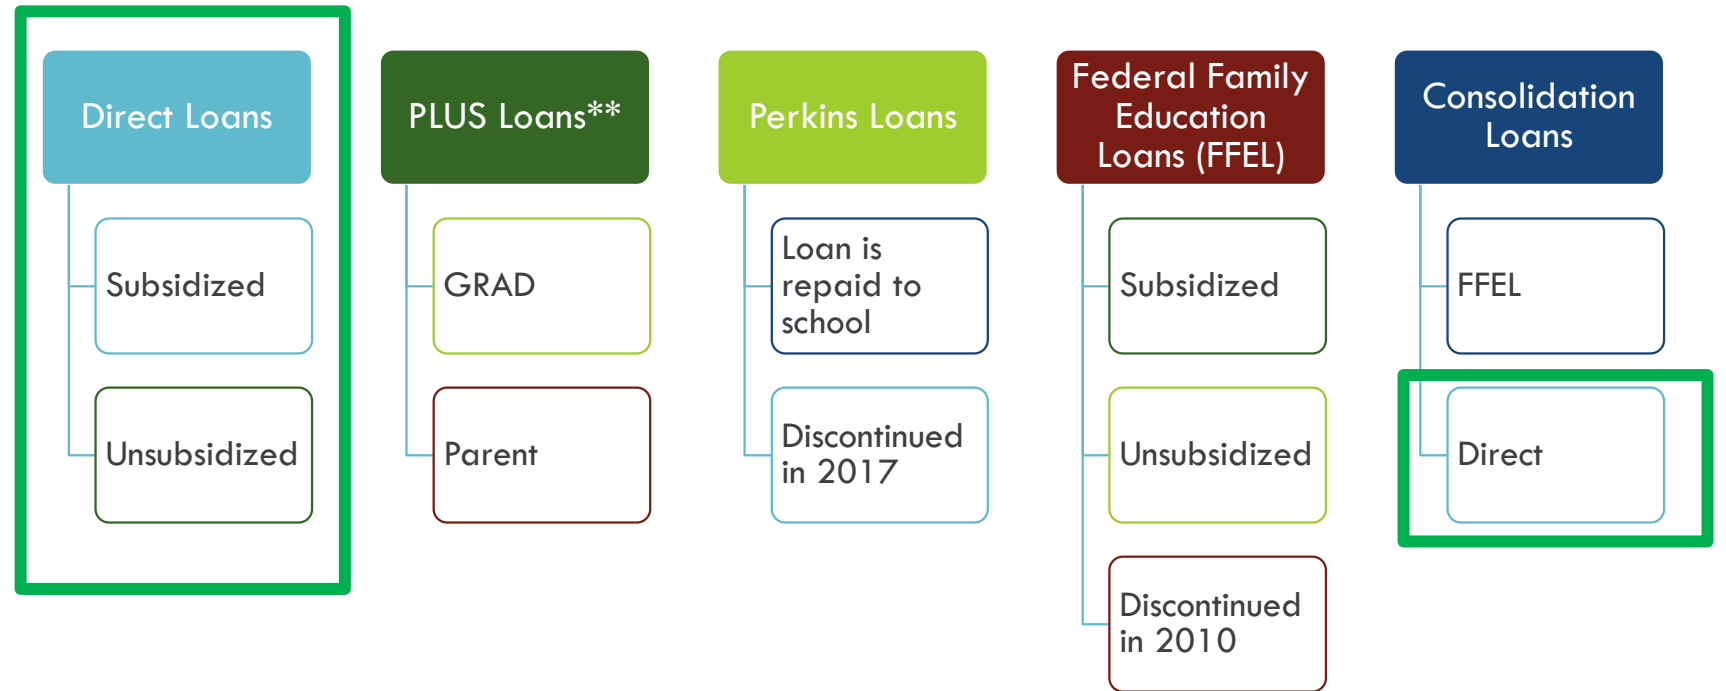 Direct Loans
Subsidized
Unsubsidized
PLUS Loans**
GRAD
Parent
Perkins Loans
Loan is
repaid to
school
Discontinued
in 2017
Federal Family
Education
Loans (FFEL)
Subsidized
Unsubsidized
Discontinued
in 2010
Consolidation
Loans
FFEL
Direct